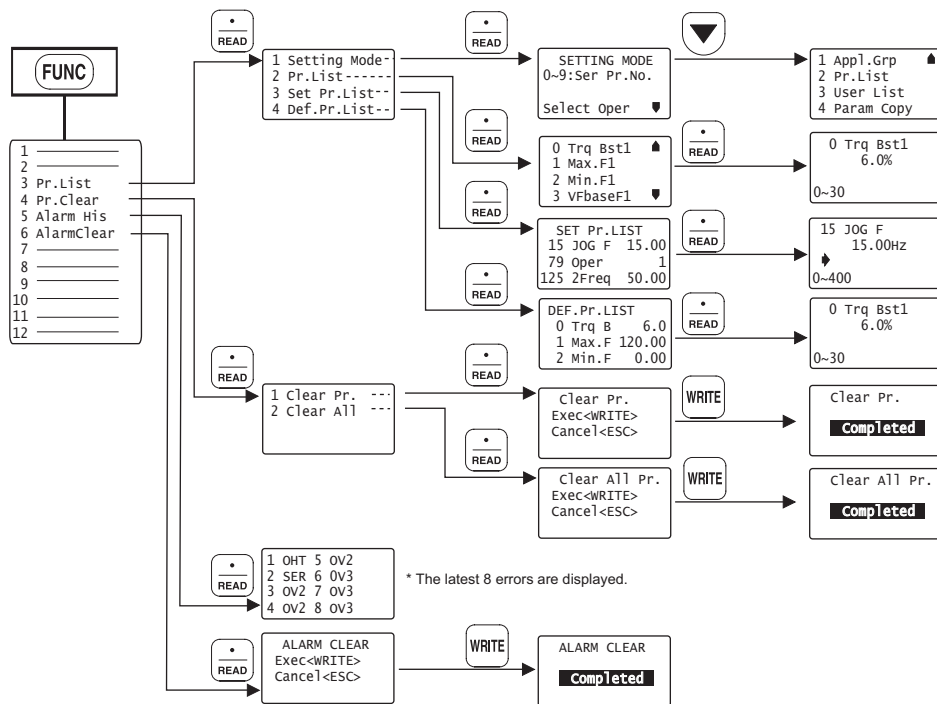 FUNC
1
2
3 Pr.List
4 Pr.Clear
5 Alarm His
6 AlarmClear
7
8
9
10
11
12
READ
1 Setting Mode--
2 Pr.List------
3 Set Pr.List--
4 Def.Pr.List--
READ
SETTING MODE
0~9:Ser Pr.No.
Select Oper
1 Appl.Grp
2 Pr.List
3 User List
4 Param Copy
READ
0 Trq Bst1
1 Max.F1
2 Min.F1
3 VFbaseF1
READ
0 Trq Bst1
6.0%
0~30
READ
SET Pr.LIST
15 JOG F 15.00
79 Oper 1
125 2Freq 50.00
READ
15 JOG F
15.00Hz
0~400
READ
DEF.Pr.LIST
0 Trq B 6.0
1 Max.F 120.00
2 Min.F 0.00
READ
0 Trq Bst1
6.0%
0~30
READ
1 Clear Pr. ---
2 Clear All ---
READ
Clear Pr.
Exec<WRITE>
Cancel<ESC>
WRITE
Clear Pr.
Completed
READ
Clear All Pr.
Exec<WRITE>
Cancel<ESC>
WRITE
Clear All Pr.
Completed
READ
1 OHT 5 OV2
2 SER 6 OV3
3 OV2 7 OV3
4 OV2 8 OV3
* The latest 8 errors are displayed.
READ
ALARM CLEAR
Exec<WRITE>
Cancel<ESC>
WRITE
ALARM CLEAR
Completed